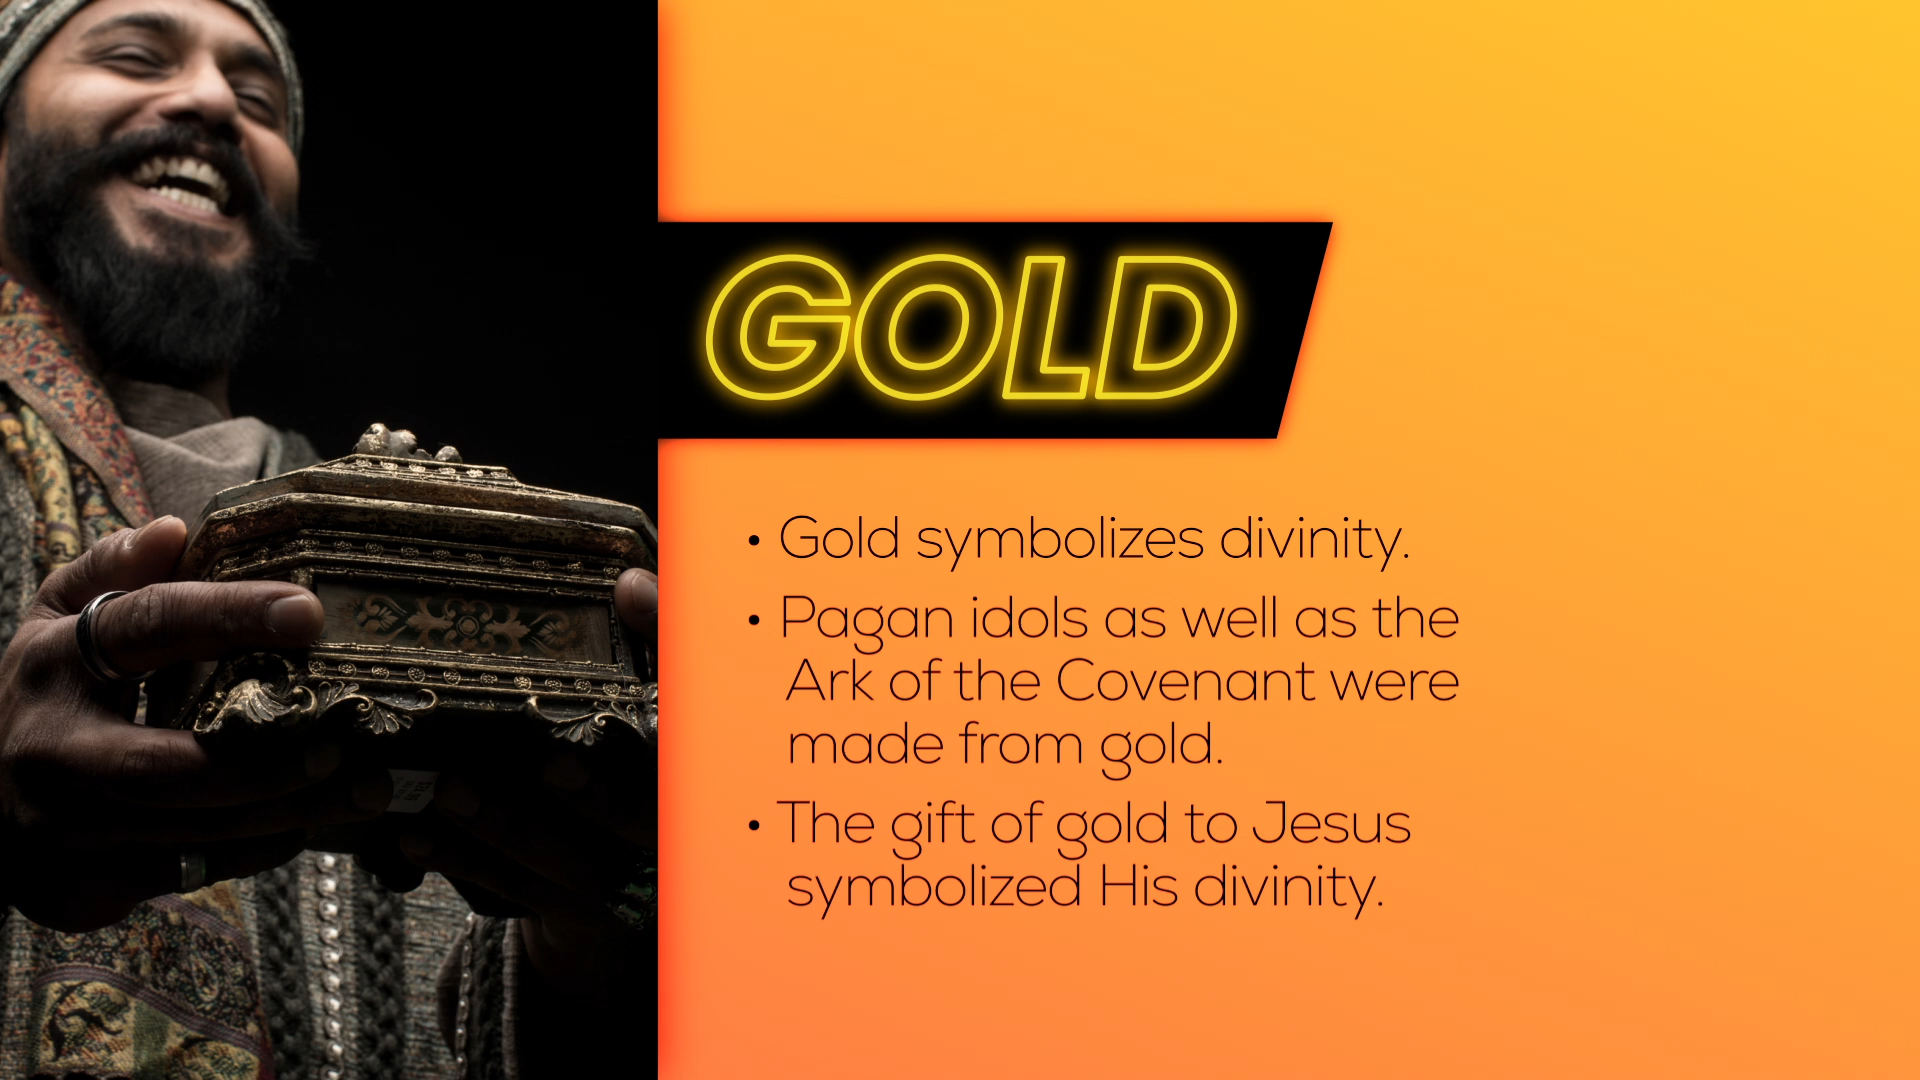 GOLD
• Gold symbolizes divinity.
• Pagan idols as well as the
Ark of the Covenant were
made from gold.
• The gift of gold to Jesus
symbolized His divinity.